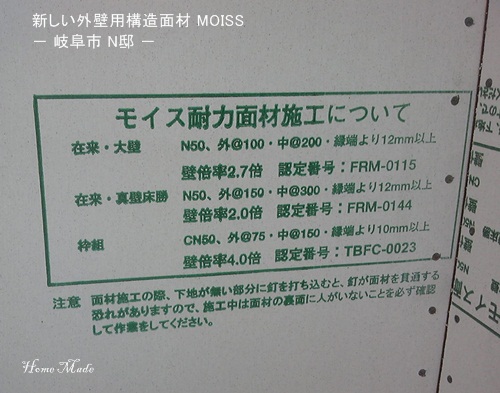 新しい外壁用構造面材 MOISS
－ 岐阜市 N邸 －
モイス耐力面材施工について
在来・大壁 N50、外@100・中@200・縁端より12mm以上
壁倍率2.7倍 認定番号：FRM-0115
在来・真壁床勝 N50、外@150・中@300・縁端より12mm以上
壁倍率2.0倍 認定番号：FRM-0144
枠組 CN50、外@75・中@150・縁端より10mm以上
壁倍率4.0倍 認定番号：TBFC-0023
注意 面材施工の際、下地が無い部分に釘を打ち込むと、釘が面材を貫通する
恐れがありますので、施工中は面材の裏面に人がいないことを必ず確認
して作業をしてください。
Home Made